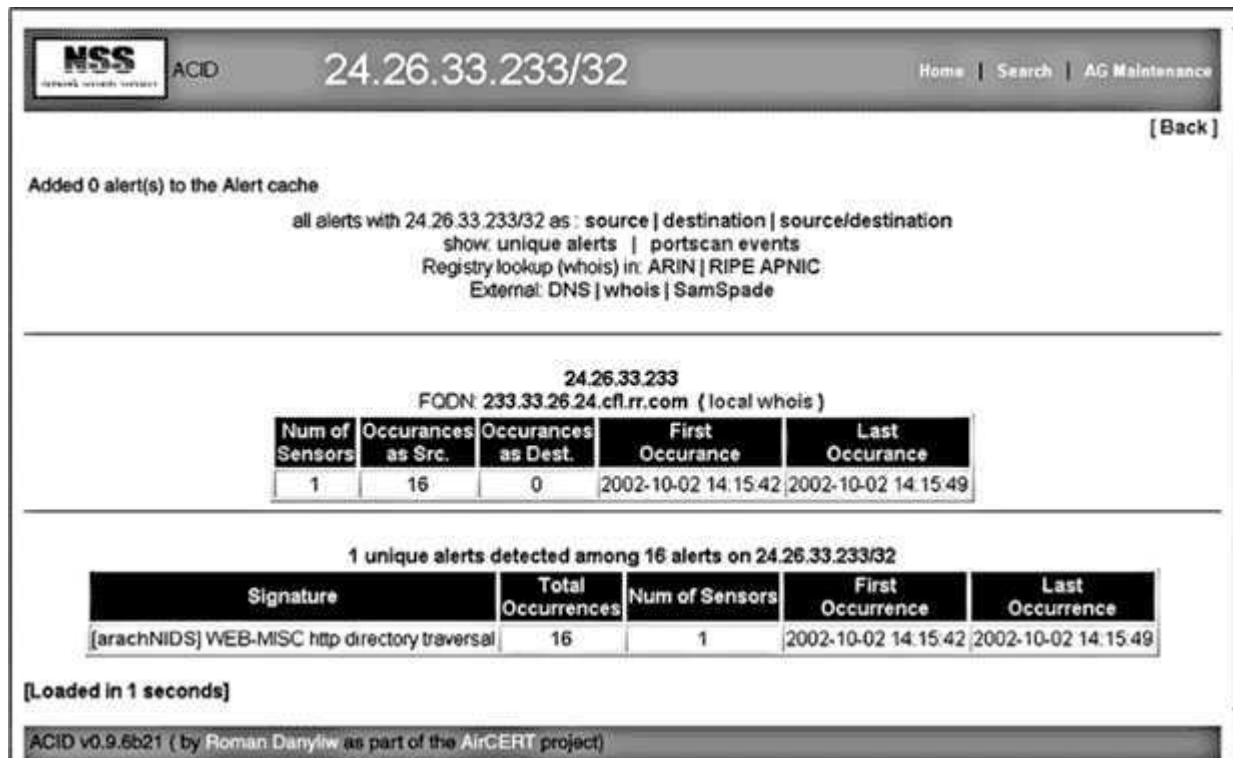 NSS
ACID
24.26.33.233/32
Home | Search | AG Maintenance
[ Back ]
Added 0 alert(s) to the Alert cache
all alerts with 24.26.33.233/32 as : source | destination | source/destination
show: unique alerts | portscan events
Registry lookup (whois) in: ARIN | RIPE APNIC
External: DNS | whois | SamSpade
24.26.33.233
FQDN: 233.33.26.24.cfl.rr.com ( local whois )
Num of Sensors Occurances as Src. Occurances as Dest. First Occurance Last Occurance
1 16 0 2002-10-02 14:15:42 2002-10-02 14:15:49
1 unique alerts detected among 16 alerts on 24.26.33.233/32
Signature Total Occurrences Num of Sensors First Occurrence Last Occurrence
[arachNIDS] WEB-MISC http directory traversal 16 1 2002-10-02 14:15:42 2002-10-02 14:15:49
[Loaded in 1 seconds]
ACID v0.9.6b21 ( by Roman Danyliw as part of the AirCERT project)